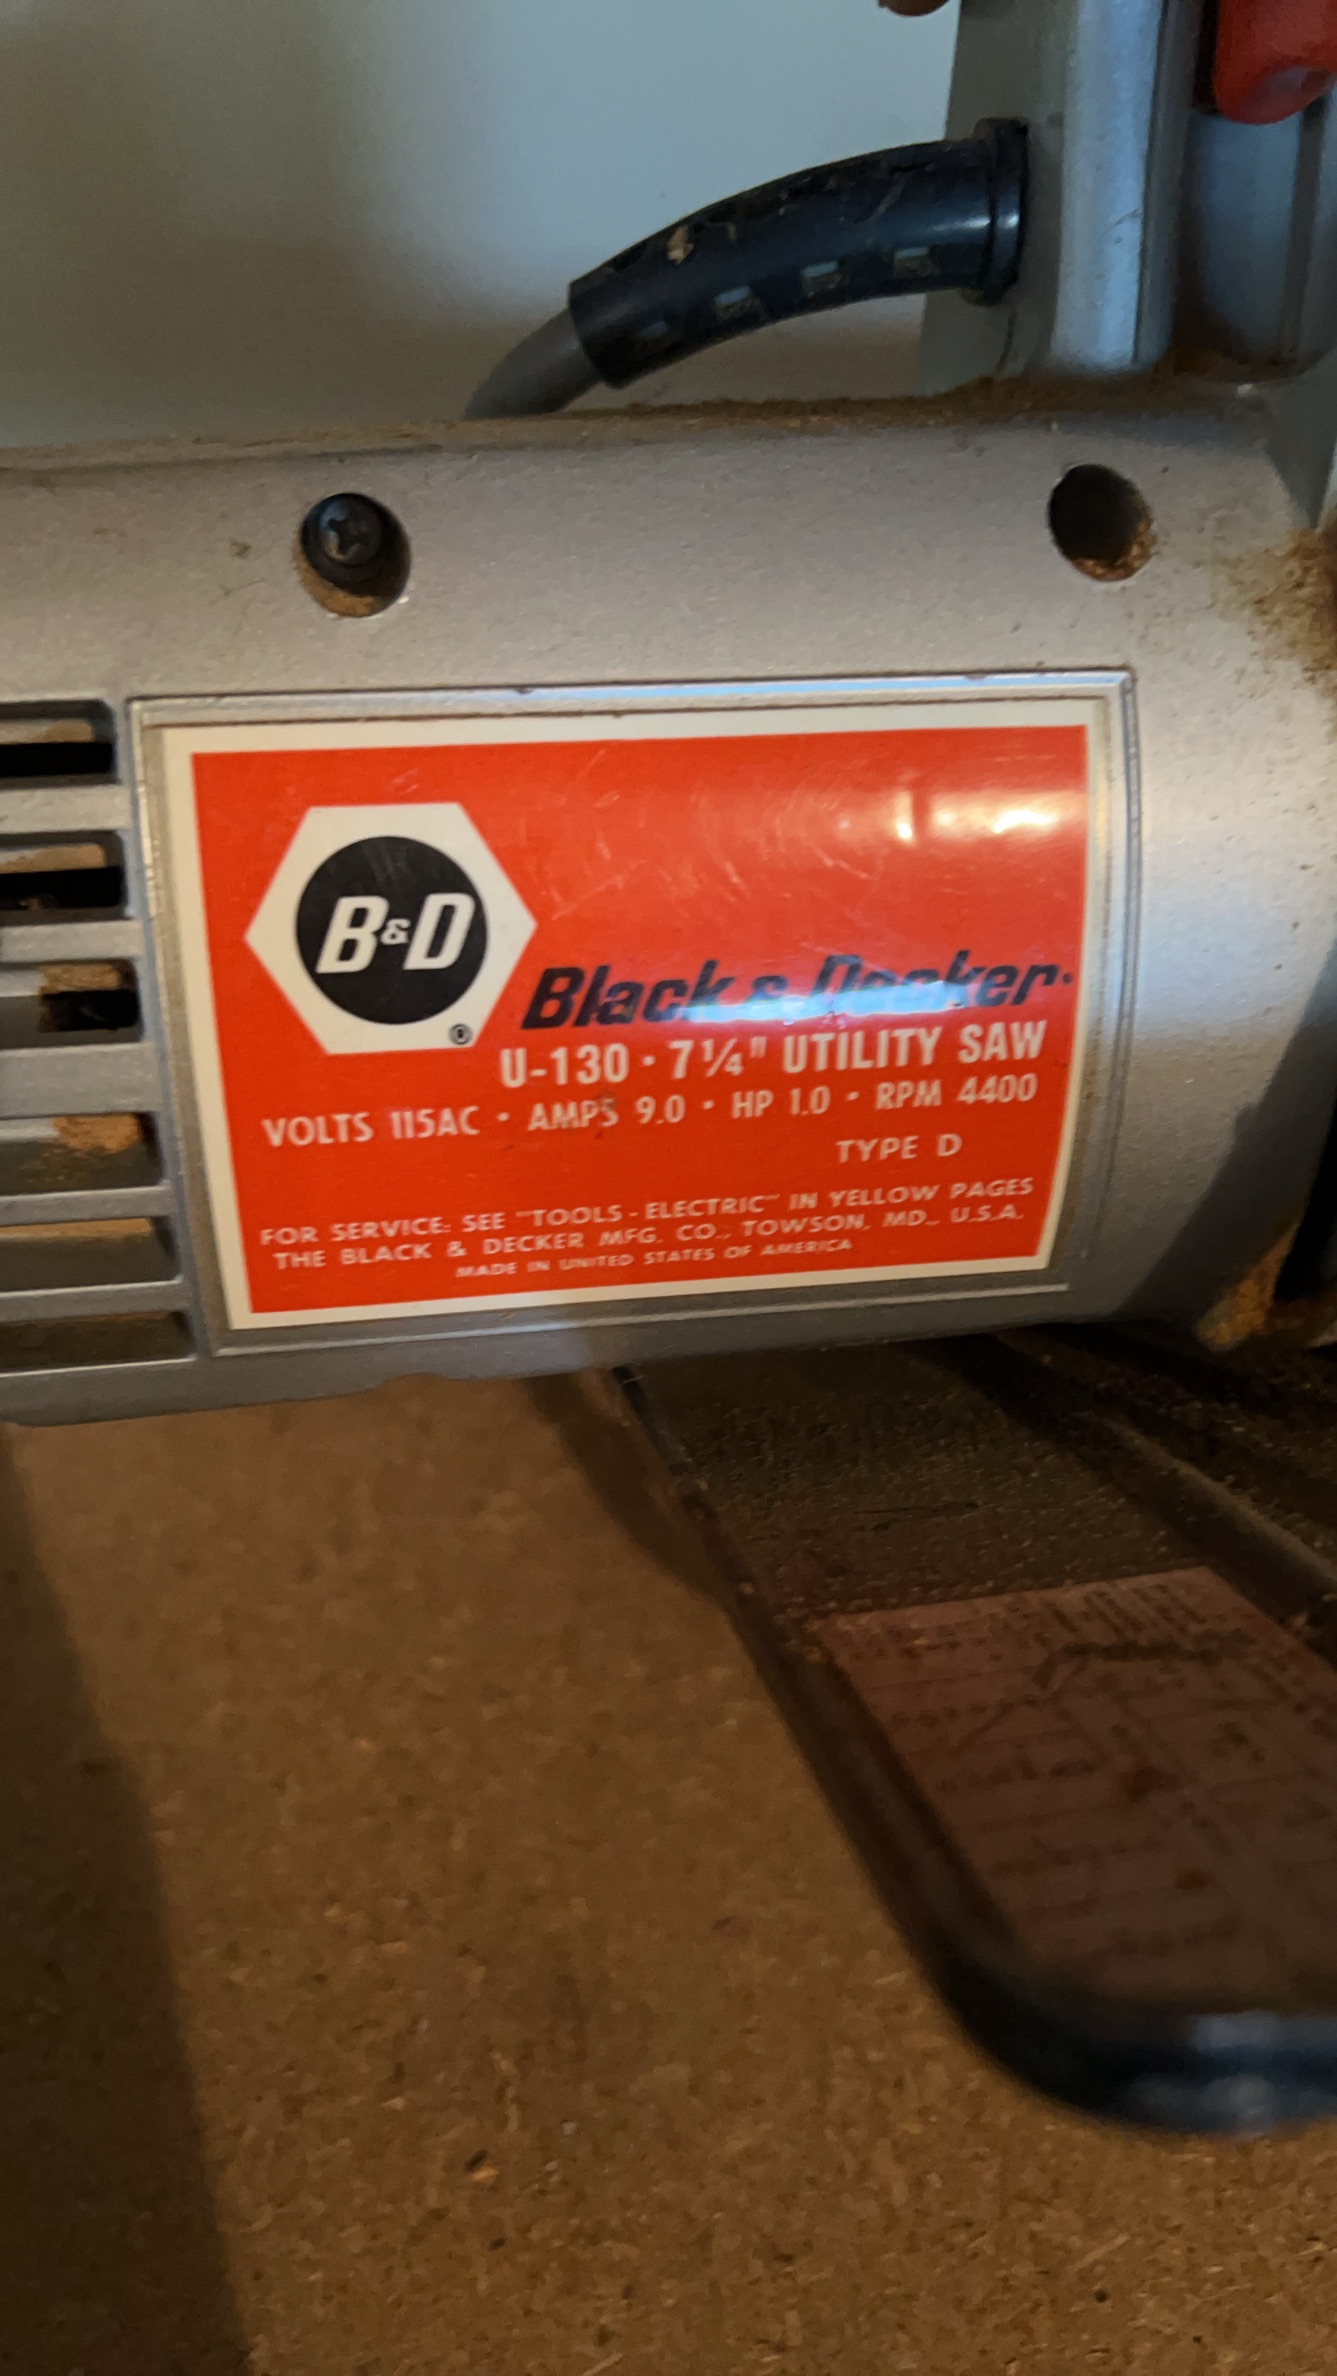 B&D
®
Black & Decker
U-130 · 7¼" UTILITY SAW
VOLTS 115AC · AMPS 9.0 · HP 1.0 · RPM 4400
TYPE D
FOR SERVICE: SEE "TOOLS - ELECTRIC" IN YELLOW PAGES
THE BLACK & DECKER MFG. CO., TOWSON, MD., U.S.A.
MADE IN UNITED STATES OF AMERICA